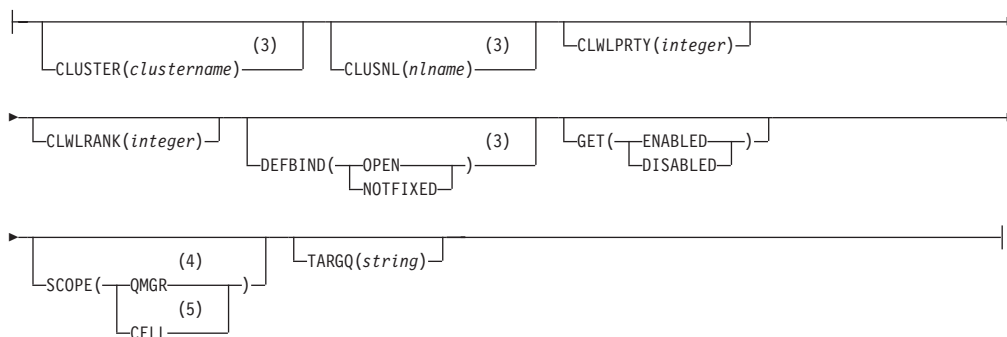 (3) (3) CLWLPRTY(integer)
CLUSTER(clustername) CLUSNL(nlname)
CLWLRANK(integer) (3) GET( ENABLED )
DEFBIND( OPEN ) DISABLED
NOTFIXED
(4) TARGQ(string)
SCOPE( QMGR )
(5)
CELL